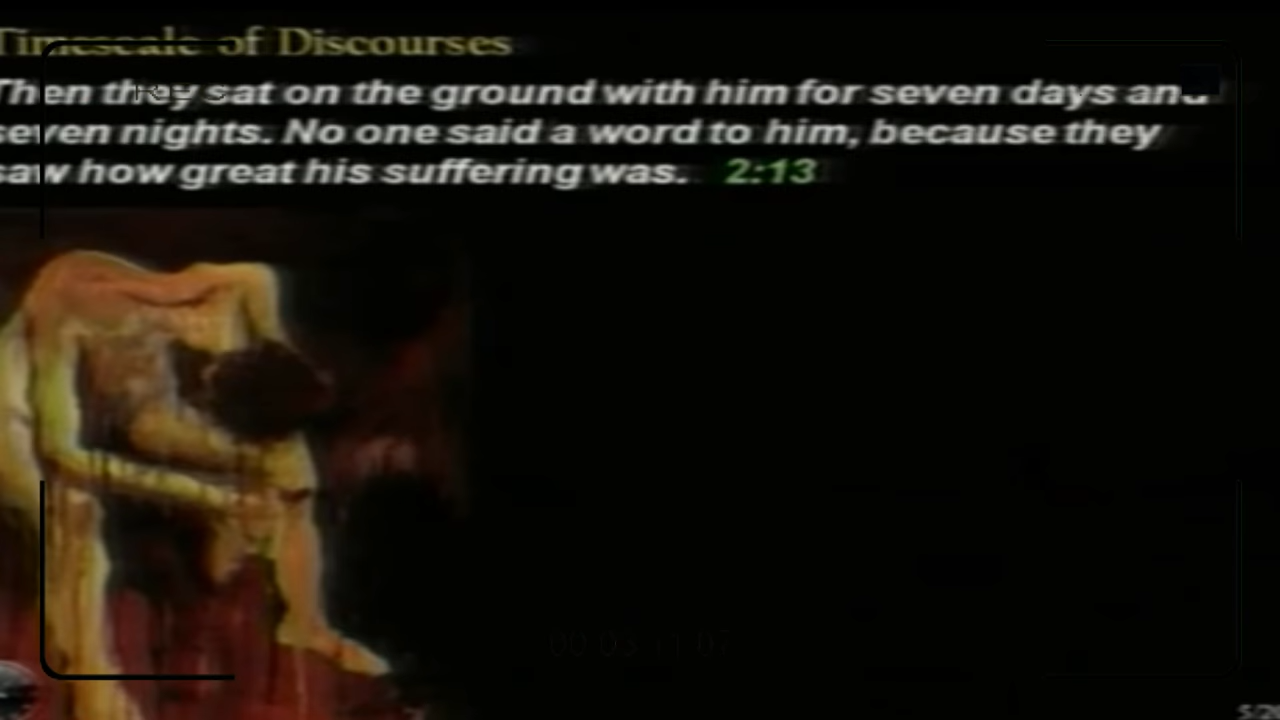 Timescale of Discourses
REC
Then they sat on the ground with him for seven days and
seven nights. No one said a word to him, because they
saw how great his suffering was. 2:13